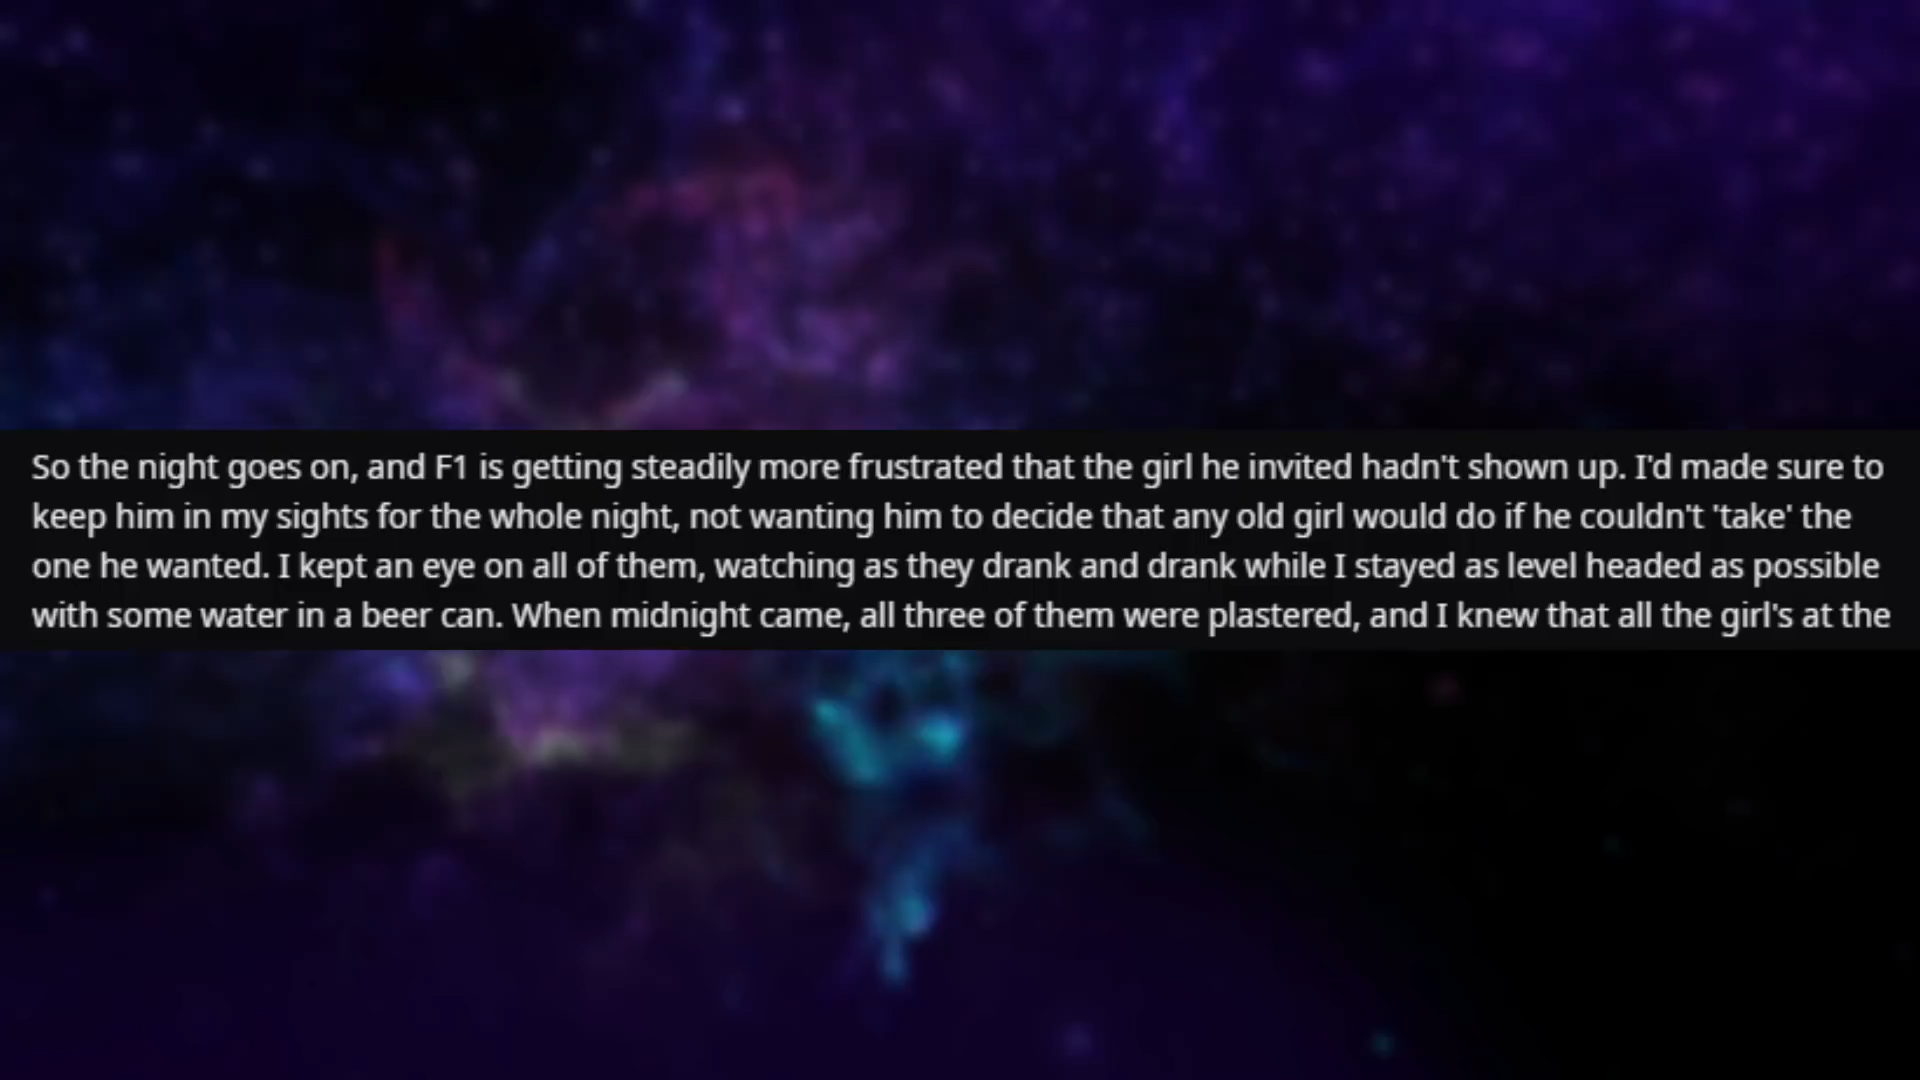 So the night goes on, and F1 is getting steadily more frustrated that the girl he invited hadn't shown up. I'd made sure to
keep him in my sights for the whole night, not wanting him to decide that any old girl would do if he couldn't 'take' the
one he wanted. I kept an eye on all of them, watching as they drank and drank while I stayed as level headed as possible
with some water in a beer can. When midnight came, all three of them were plastered, and I knew that all the girl's at the